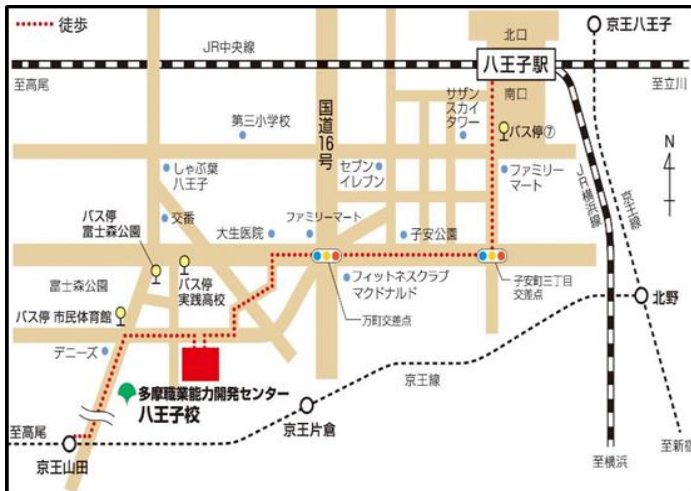 徒歩
京王八王子
北口
JR中央線
八王子駅
至高尾
至立川
南口
サザン
スカイ
タワー
バス停⑦
国道16号
第三小学校
N
セブン
イレブン
ファミリー
マート
しゃぶ葉
八王子
JR横浜線
京王線
バス停
富士森公園
交番
大生医院
ファミリーマート
子安公園
富士森公園
バス停
実践高校
フィットネスクラブ
マクドナルド
子安町三丁目
交差点
北野
バス停 市民体育館
万町交差点
デニーズ
京王線
多摩職業能力開発センター
八王子校
京王片倉
至高尾
京王山田
至横浜
至新宿